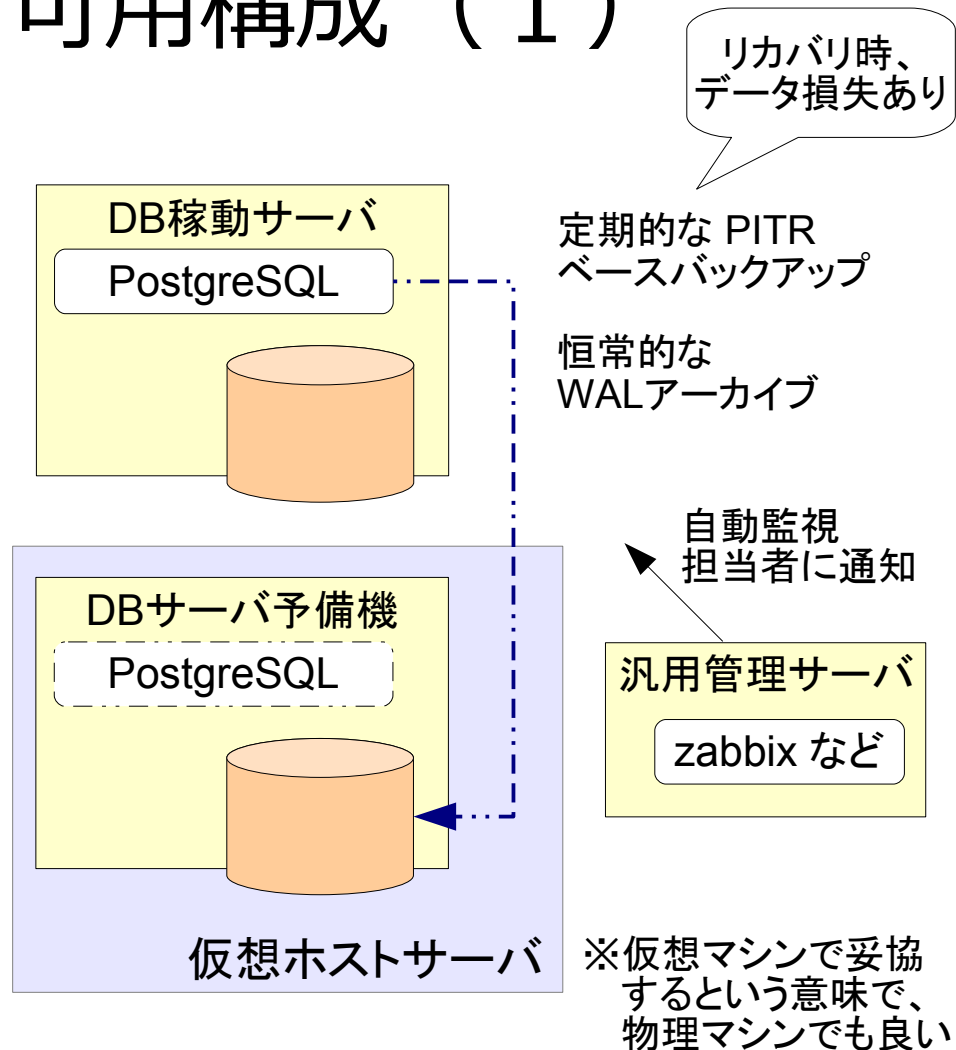 可用構成（１）
リカバリ時、
データ損失あり
DB稼動サーバ
PostgreSQL
定期的な PITR
ベースバックアップ
恒常的な
WALアーカイブ
自動監視
担当者に通知
DBサーバ予備機
PostgreSQL
汎用管理サーバ
zabbix など
仮想ホストサーバ
※仮想マシンで妥協
するという意味で、
物理マシンでも良い